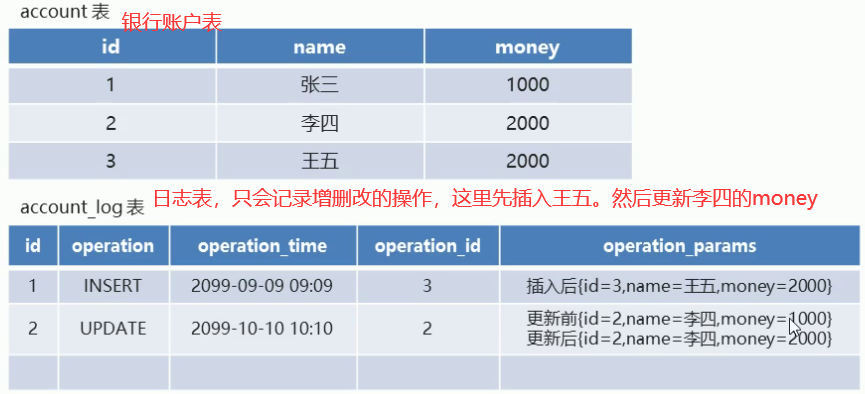 account 表 银行账户表
id name money
1 张三 1000
2 李四 2000
3 王五 2000
account_log 表 日志表，只会记录增删改的操作，这里先插入王五。然后更新李四的money
id operation operation_time operation_id operation_params
1 INSERT 2099-09-09 09:09 3 插入后{id=3,name=王五,money=2000}
2 UPDATE 2099-10-10 10:10 2 更新前{id=2,name=李四,money=1000}
更新后{id=2,name=李四,money=2000}